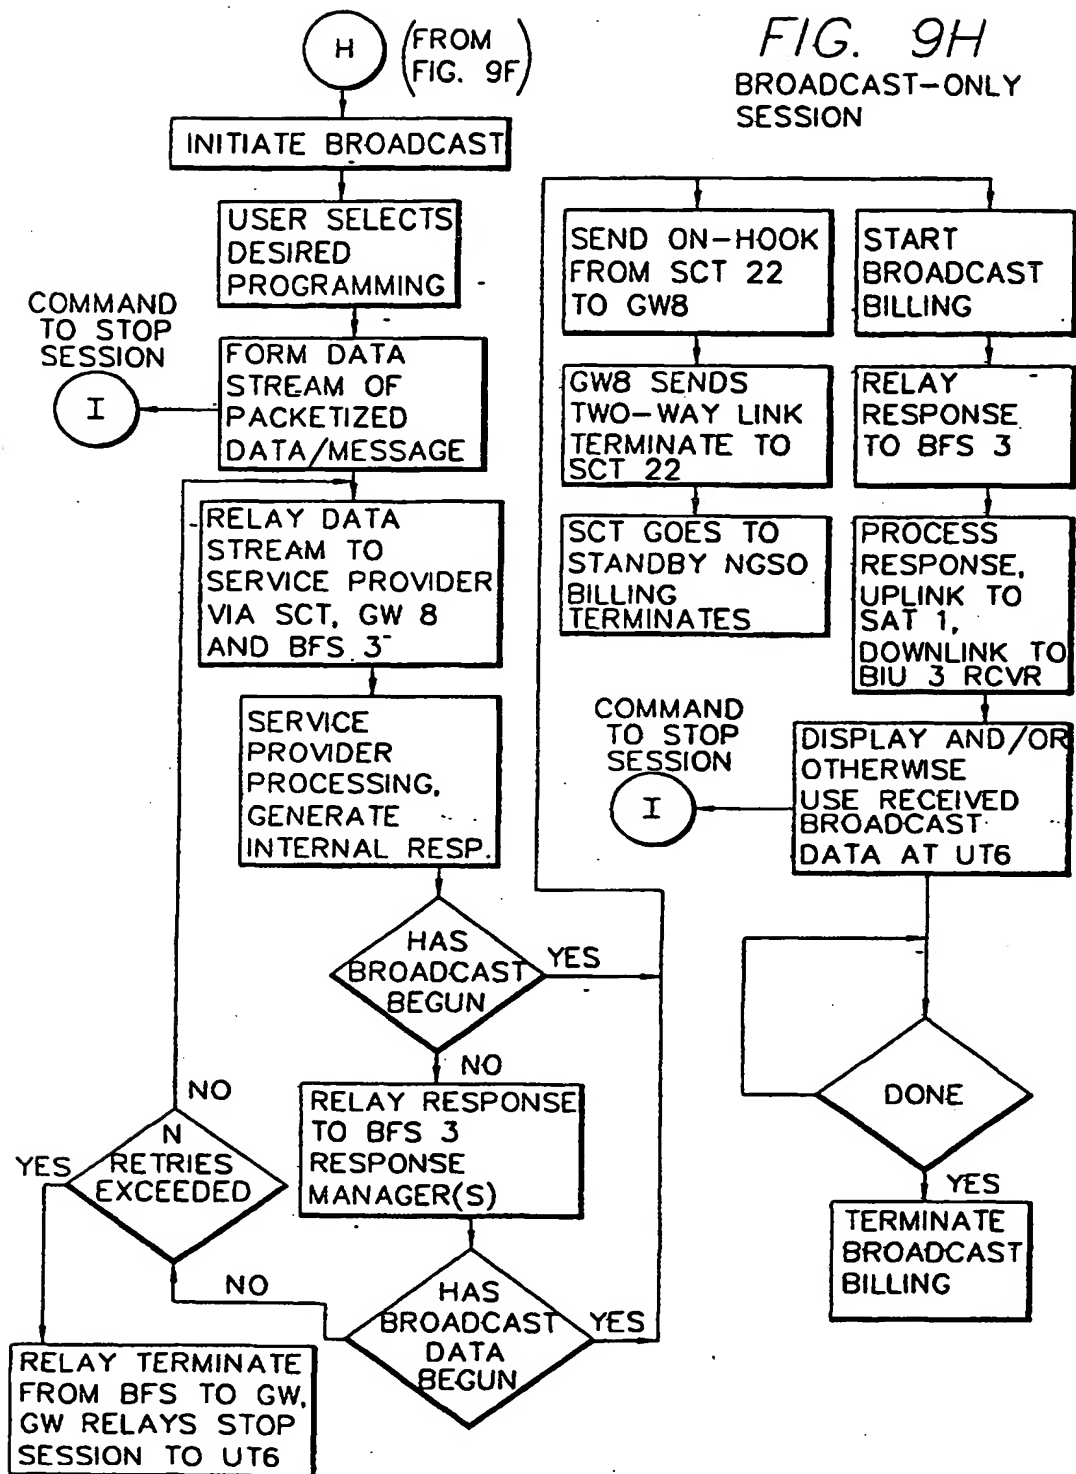 H
(FROM
FIG. 9F)
FIG. 9H
BROADCAST-ONLY
SESSION
INITIATE BROADCAST
USER SELECTS
DESIRED
PROGRAMMING
COMMAND
TO STOP
SESSION
I
FORM DATA
STREAM OF
PACKETIZED
DATA/MESSAGE
RELAY DATA
STREAM TO
SERVICE PROVIDER
VIA SCT, GW 8
AND BFS 3
SERVICE
PROVIDER
PROCESSING,
GENERATE
INTERNAL RESP.
HAS
BROADCAST
BEGUN
YES
NO
RELAY RESPONSE
TO BFS 3
RESPONSE
MANAGER(S)
HAS
BROADCAST
DATA
BEGUN
YES
NO
N
RETRIES
EXCEEDED
NO
YES
RELAY TERMINATE
FROM BFS TO GW,
GW RELAYS STOP
SESSION TO UT6
SEND ON-HOOK
FROM SCT 22
TO GW8
GW8 SENDS
TWO-WAY LINK
TERMINATE TO
SCT 22
SCT GOES TO
STANDBY NGSO
BILLING
TERMINATES
START
BROADCAST
BILLING
RELAY
RESPONSE
TO BFS 3
PROCESS
RESPONSE,
UPLINK TO
SAT 1,
DOWNLINK TO
BIU 3 RCVR
COMMAND
TO STOP
SESSION
I
DISPLAY AND/OR
OTHERWISE
USE RECEIVED
BROADCAST
DATA AT UT6
DONE
YES
TERMINATE
BROADCAST
BILLING